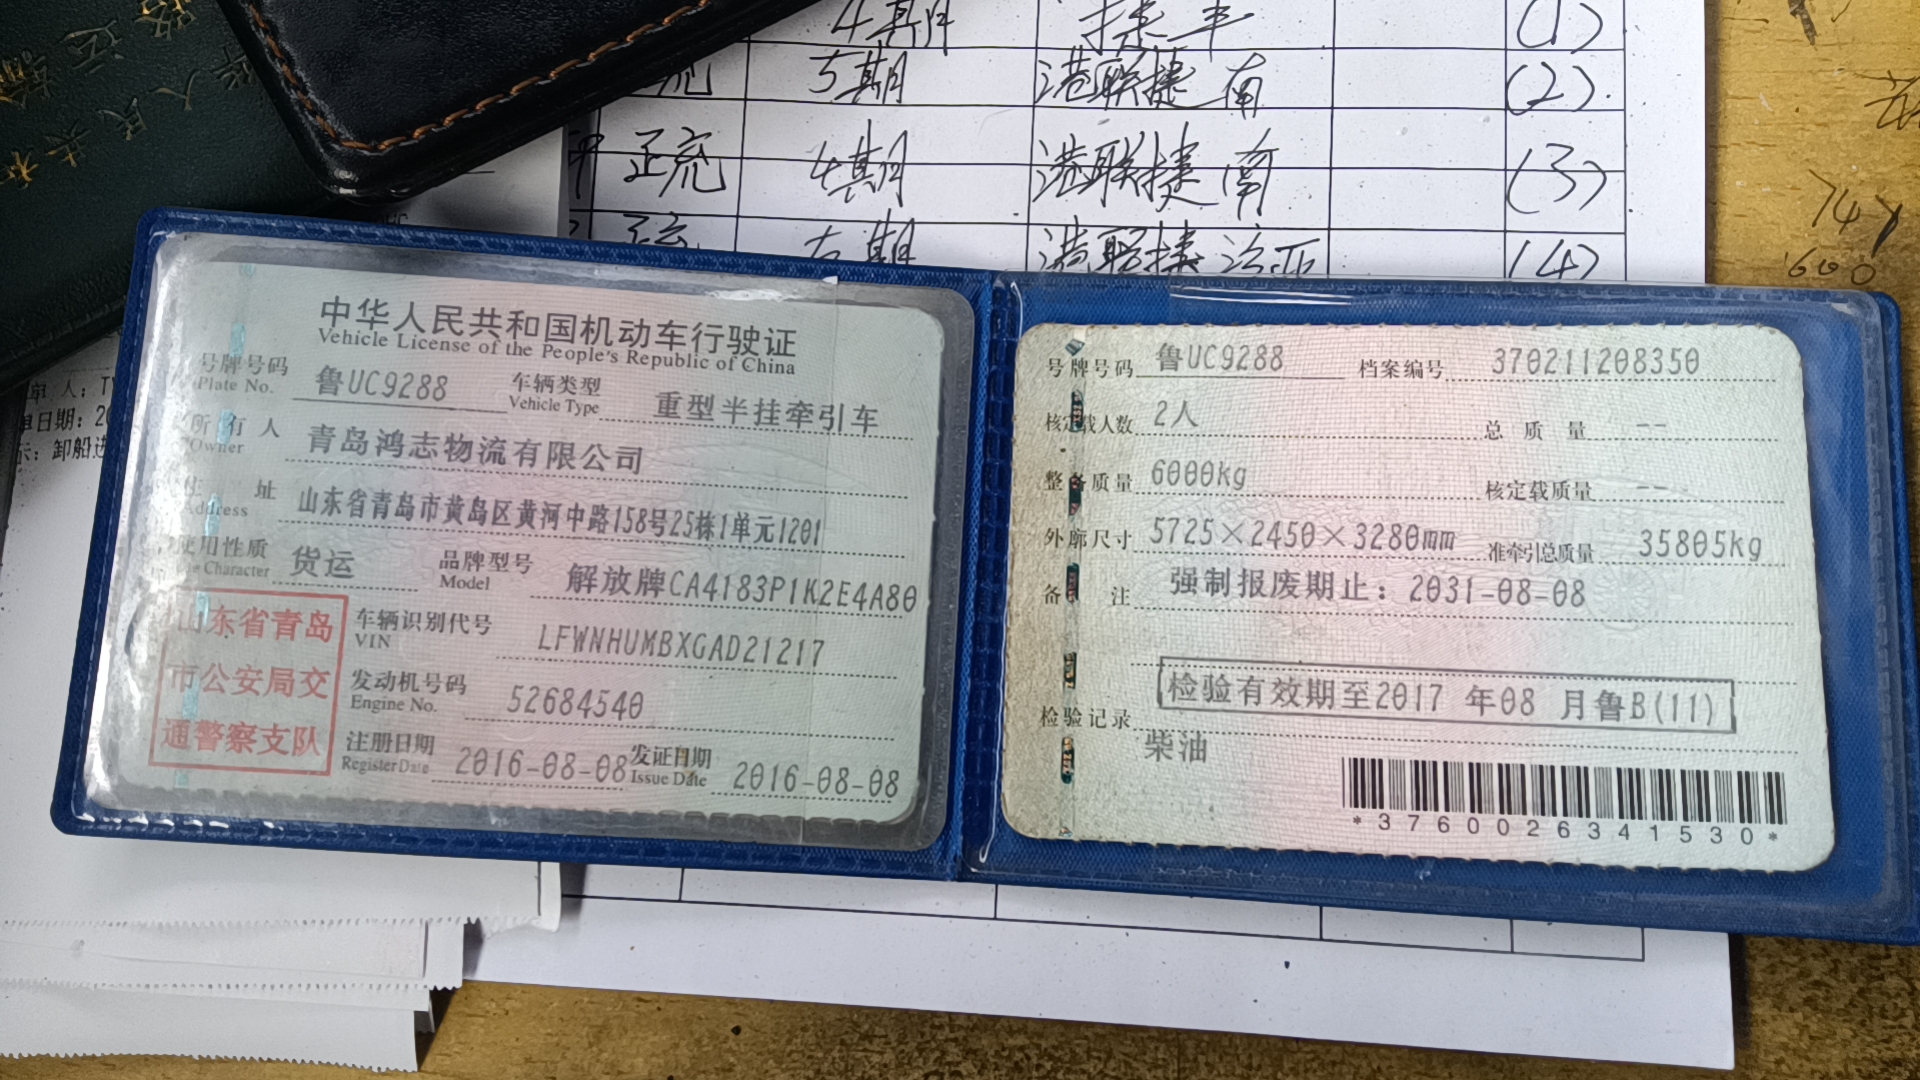 4期 捷丰 (1)
5期 港联捷 南 (2)
正充 4期 港联捷 南 (3)
港联捷 (4)
中华人民共和国机动车行驶证
Vehicle License of the People's Republic of China
号牌号码 鲁UC9288 车辆类型 重型半挂牵引车
Plate No. Vehicle Type
所有人 青岛鸿志物流有限公司
Owner
住址 山东省青岛市黄岛区黄河中路158号25栋1单元1201
Address
使用性质 货运 品牌型号 解放牌CA4183P1K2E4A80
Use Character Model
山东省青岛
市公安局交
通警察支队
车辆识别代号 LFWNHUMBXGAD21217
VIN
发动机号码 52684540
Engine No.
注册日期 2016-08-08 发证日期 2016-08-08
Register Date Issue Date
号牌号码 鲁UC9288 档案编号 370211208350
核定载人数 2人 总质量 --
整备质量 6000kg 核定载质量 --
外廓尺寸 5725×2450×3280mm 准牵引总质量 35805kg
备注 强制报废期止：2031-08-08
检验有效期至2017 年08 月鲁B(11)
检验记录
柴油
*3760026341530*
74
600